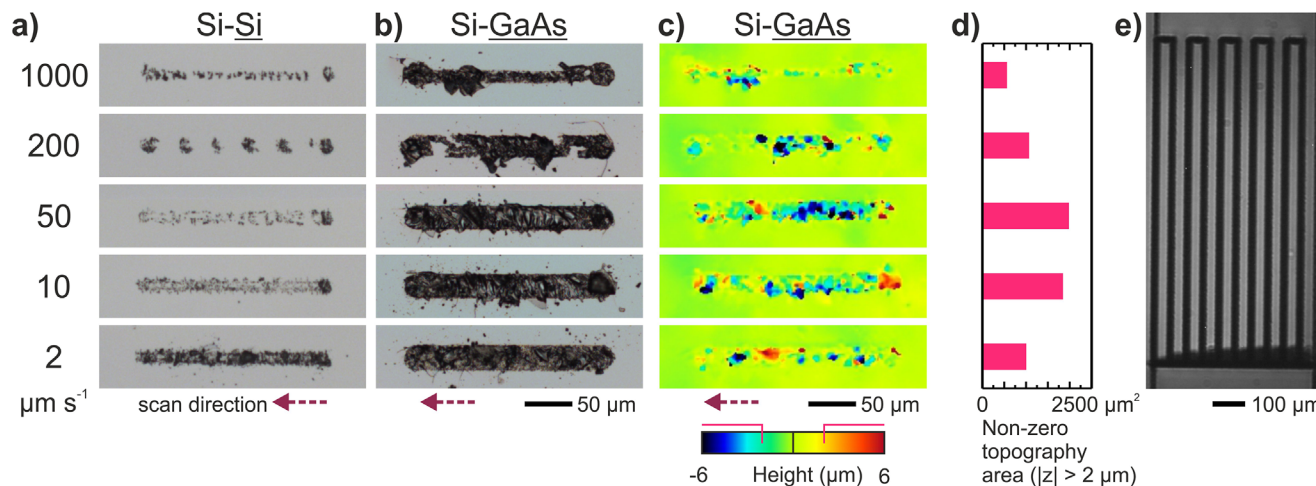 a)
Si-Si
b)
Si-GaAs
c)
Si-GaAs
d)
e)
1000
200
50
10
2
µm s⁻¹
scan direction
50 µm
50 µm
0
2500 µm²
100 µm
Non-zero
topography
area (|z| > 2 µm)
-6
Height (µm)
6